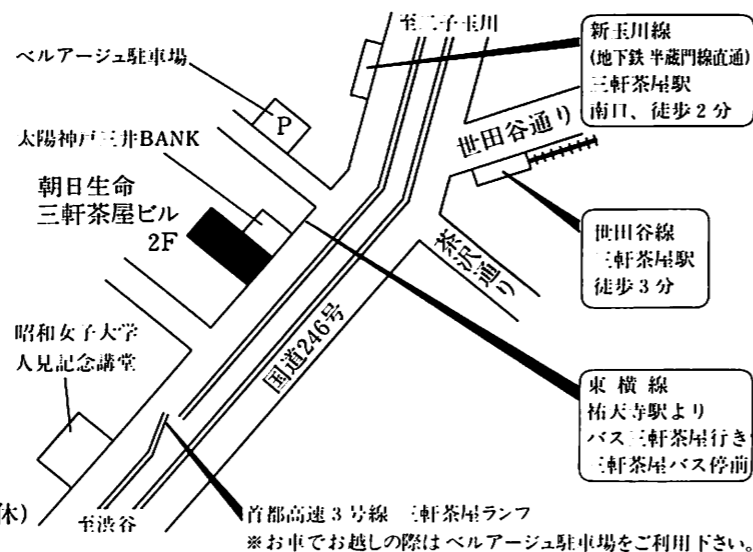 至二子玉川
ベルアージュ駐車場
P
太陽神戸三井BANK
朝日生命
三軒茶屋ビル
2F
昭和女子大学
人見記念講堂
至渋谷
国道246号
世田谷通り
茶沢通り
新玉川線
(地下鉄 半蔵門線直通)
三軒茶屋駅
南口、徒歩2分
世田谷線
三軒茶屋駅
徒歩3分
東横線
祐天寺駅より
バス三軒茶屋行き
三軒茶屋バス停前
休)
首都高速3号線 三軒茶屋ランプ
※お車でお越しの際はベルアージュ駐車場をご利用下さい。